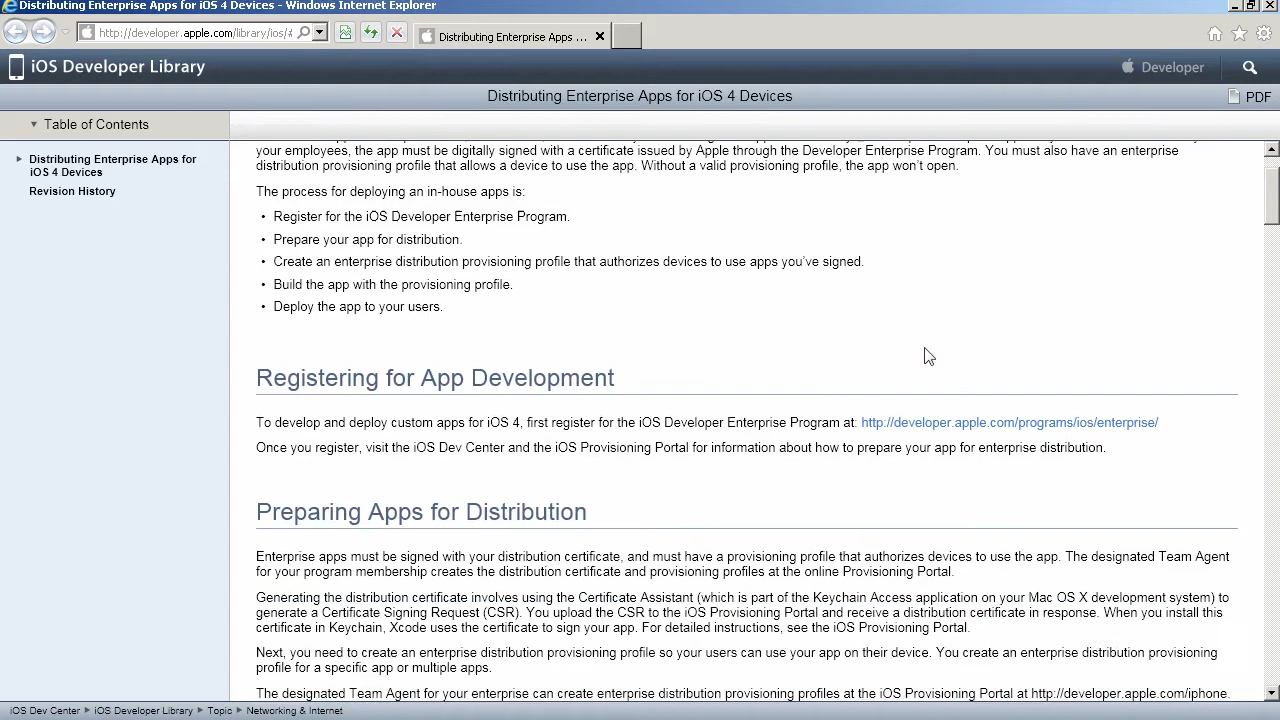 Distributing Enterprise Apps for iOS 4 Devices - Windows Internet Explorer
http://developer.apple.com/library/ios/
Distributing Enterprise Apps ...
iOS Developer Library
Developer
Distributing Enterprise Apps for iOS 4 Devices
PDF
Table of Contents
Distributing Enterprise Apps for
iOS 4 Devices
Revision History
your employees, the app must be digitally signed with a certificate issued by Apple through the Developer Enterprise Program. You must also have an enterprise
distribution provisioning profile that allows a device to use the app. Without a valid provisioning profile, the app won't open.
The process for deploying an in-house apps is:
• Register for the iOS Developer Enterprise Program.
• Prepare your app for distribution.
• Create an enterprise distribution provisioning profile that authorizes devices to use apps you've signed.
• Build the app with the provisioning profile.
• Deploy the app to your users.
Registering for App Development
To develop and deploy custom apps for iOS 4, first register for the iOS Developer Enterprise Program at: http://developer.apple.com/programs/ios/enterprise/
Once you register, visit the iOS Dev Center and the iOS Provisioning Portal for information about how to prepare your app for enterprise distribution.
Preparing Apps for Distribution
Enterprise apps must be signed with your distribution certificate, and must have a provisioning profile that authorizes devices to use the app. The designated Team Agent
for your program membership creates the distribution certificate and provisioning profiles at the online Provisioning Portal.
Generating the distribution certificate involves using the Certificate Assistant (which is part of the Keychain Access application on your Mac OS X development system) to
generate a Certificate Signing Request (CSR). You upload the CSR to the iOS Provisioning Portal and receive a distribution certificate in response. When you install this
certificate in Keychain, Xcode uses the certificate to sign your app. For detailed instructions, see the iOS Provisioning Portal.
Next, you need to create an enterprise distribution provisioning profile so your users can use your app on their device. You create an enterprise distribution provisioning
profile for a specific app or multiple apps.
The designated Team Agent for your enterprise can create enterprise distribution provisioning profiles at the iOS Provisioning Portal at http://developer.apple.com/iphone.
iOS Dev Center
iOS Developer Library
Topic
Networking & Internet